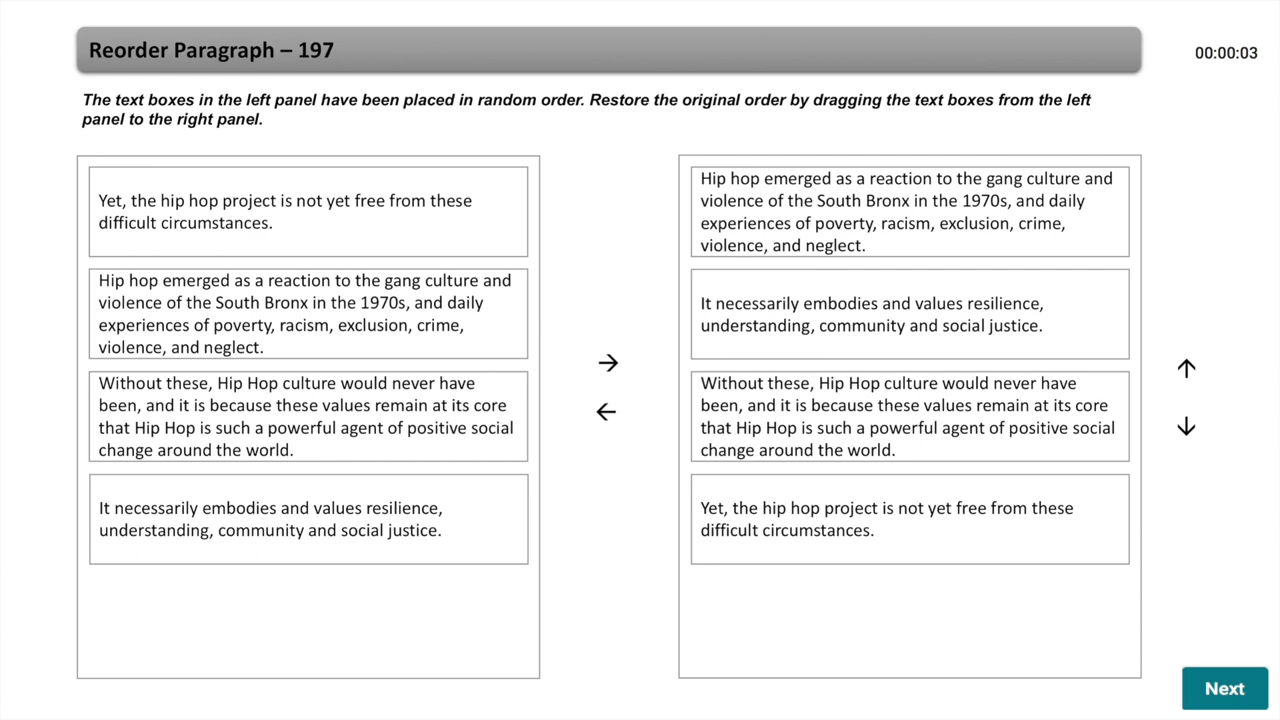 Reorder Paragraph – 197
00:00:03
The text boxes in the left panel have been placed in random order. Restore the original order by dragging the text boxes from the left
panel to the right panel.
Yet, the hip hop project is not yet free from these
difficult circumstances.
Hip hop emerged as a reaction to the gang culture and
violence of the South Bronx in the 1970s, and daily
experiences of poverty, racism, exclusion, crime,
violence, and neglect.
Without these, Hip Hop culture would never have
been, and it is because these values remain at its core
that Hip Hop is such a powerful agent of positive social
change around the world.
It necessarily embodies and values resilience,
understanding, community and social justice.
→
←
Hip hop emerged as a reaction to the gang culture and
violence of the South Bronx in the 1970s, and daily
experiences of poverty, racism, exclusion, crime,
violence, and neglect.
It necessarily embodies and values resilience,
understanding, community and social justice.
Without these, Hip Hop culture would never have
been, and it is because these values remain at its core
that Hip Hop is such a powerful agent of positive social
change around the world.
Yet, the hip hop project is not yet free from these
difficult circumstances.
↑
↓
Next